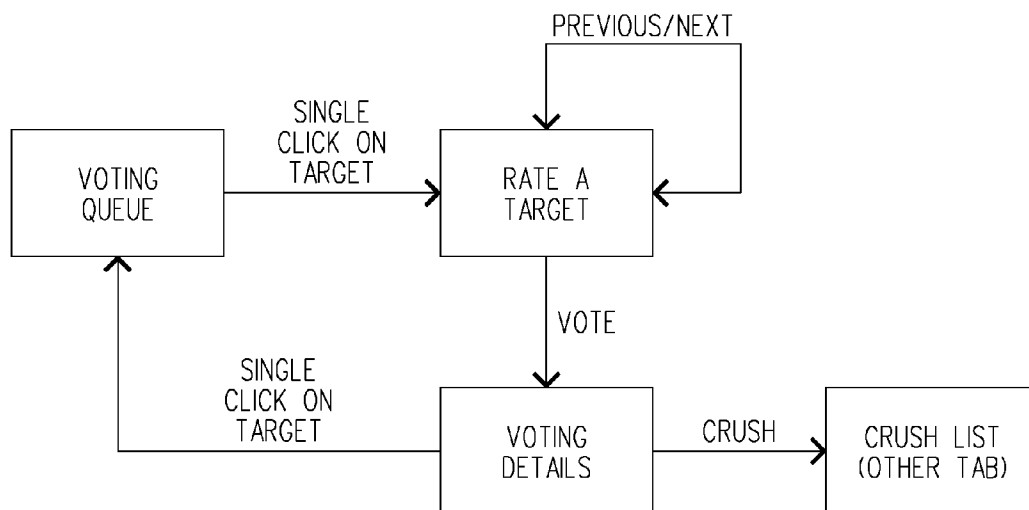 PREVIOUS/NEXT
SINGLE
CLICK ON
TARGET
VOTING
QUEUE
RATE A
TARGET
VOTE
SINGLE
CLICK ON
TARGET
VOTING
DETAILS
CRUSH
CRUSH LIST
(OTHER TAB)